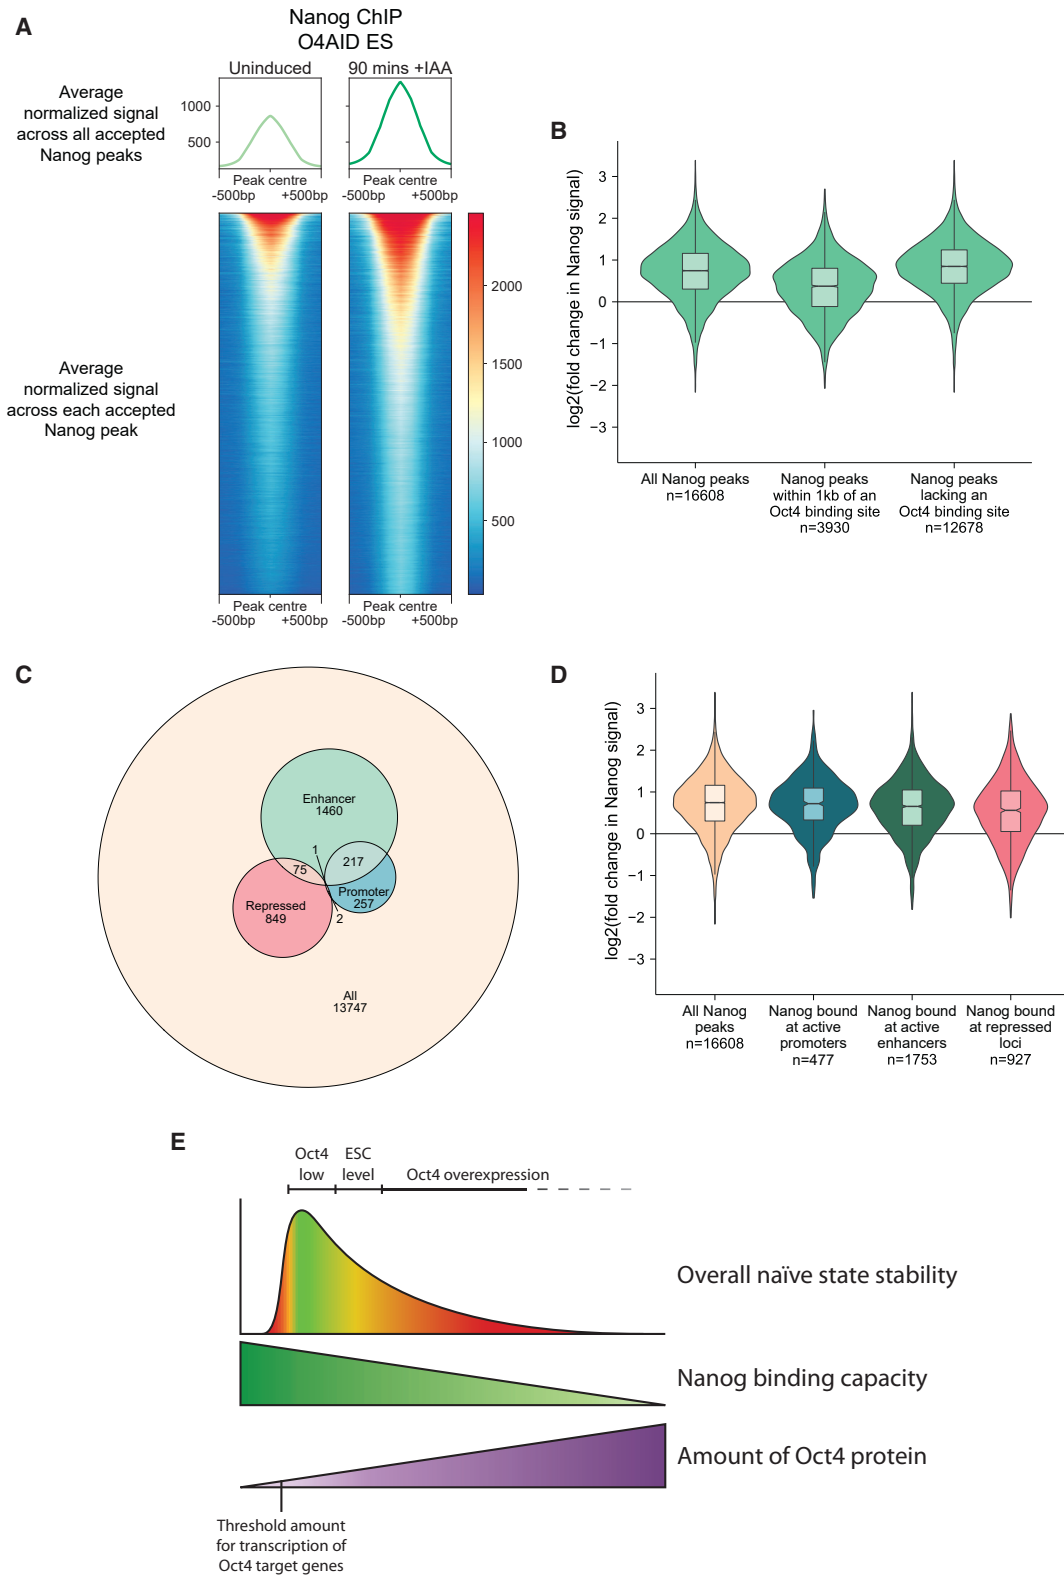 A
Nanog ChIP
O4AID ES
Uninduced
90 mins +IAA
Average
normalized signal
across all accepted
Nanog peaks
1000
500
Peak centre
-500bp
+500bp
Peak centre
-500bp
+500bp
Average
normalized signal
across each accepted
Nanog peak
2000
1500
1000
500
Peak centre
-500bp
+500bp
Peak centre
-500bp
+500bp
B
log2(fold change in Nanog signal)
3
2
1
0
−1
−2
−3
All Nanog peaks
n=16608
Nanog peaks
within 1kb of an
Oct4 binding site
n=3930
Nanog peaks
lacking an
Oct4 binding site
n=12678
C
Enhancer
1460
1
217
75
Promoter
257
Repressed
849
2
All
13747
D
log2(fold change in Nanog signal)
3
2
1
0
−1
−2
−3
All Nanog
peaks
n=16608
Nanog bound
at active
promoters
n=477
Nanog bound
at active
enhancers
n=1753
Nanog bound
at repressed
loci
n=927
E
Oct4
low
ESC
level
Oct4 overexpression
Overall naïve state stability
Nanog binding capacity
Amount of Oct4 protein
Threshold amount
for transcription of
Oct4 target genes